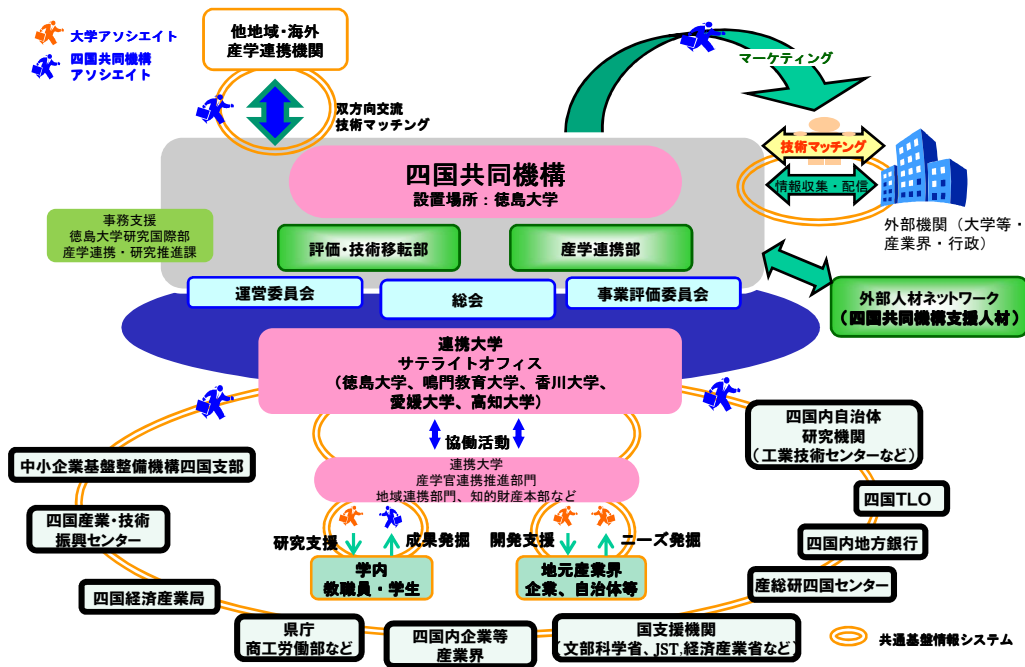 大学アソシエイト
四国共同機構
アソシエイト
他地域・海外
産学連携機関
双方向交流
技術マッチング
マーケティング
技術マッチング
情報収集・配信
外部機関（大学等・
産業界・行政）
四国共同機構
設置場所：徳島大学
事務支援
徳島大学研究国際部
産学連携・研究推進課
評価・技術移転部
産学連携部
運営委員会
総会
事業評価委員会
外部人材ネットワーク
（四国共同機構支援人材）
連携大学
サテライトオフィス
（徳島大学、鳴門教育大学、香川大学、
愛媛大学、高知大学）
協働活動
連携大学
産学官連携推進部門
地域連携部門、知的財産本部など
研究支援
成果発掘
開発支援
ニーズ発掘
学内
教職員・学生
地元産業界
企業、自治体等
中小企業基盤整備機構四国支部
四国産業・技術
振興センター
四国経済産業局
県庁
商工労働部など
四国内企業等
産業界
国支援機関
（文部科学省、JST、経済産業省など）
産総研四国センター
四国内地方銀行
四国TLO
四国内自治体
研究機関
（工業技術センターなど）
共通基盤情報システム